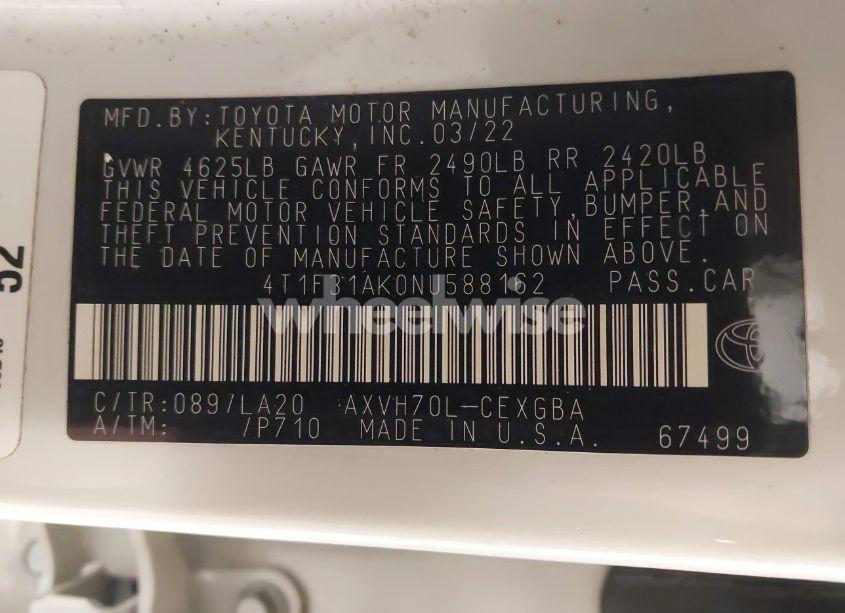 MFD.BY:TOYOTA MOTOR MANUFACTURING,
KENTUCKY,INC.03/22
GVWR 4625LB GAWR FR 2490LB RR 2420LB
THIS VEHICLE CONFORMS TO ALL APPLICABLE
FEDERAL MOTOR VEHICLE SAFETY,BUMPER,AND
THEFT PREVENTION STANDARDS IN EFFECT ON
THE DATE OF MANUFACTURE SHOWN ABOVE.
4T1F31AK0NU588162 PASS.CAR
wheelwise
C/TR:089/LA20 AXVH70L-CEXGBA
A/TM: /P710 MADE IN U.S.A. 67499
52